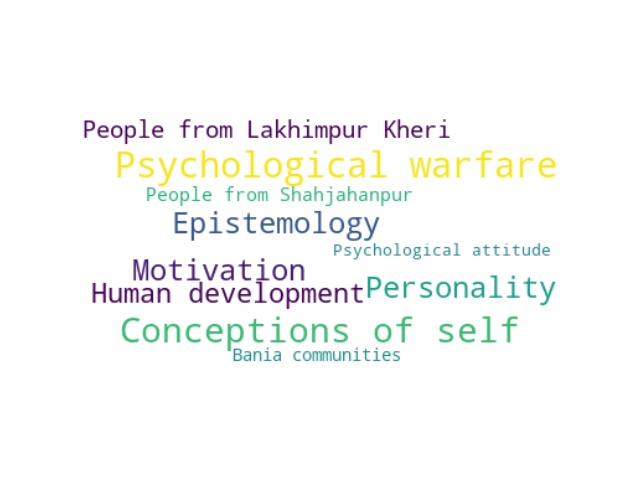 People from Lakhimpur Kheri
Psychological warfare
People from Shahjahanpur
Epistemology
Psychological attitude
Motivation
Personality
Human development
Conceptions of self
Bania communities